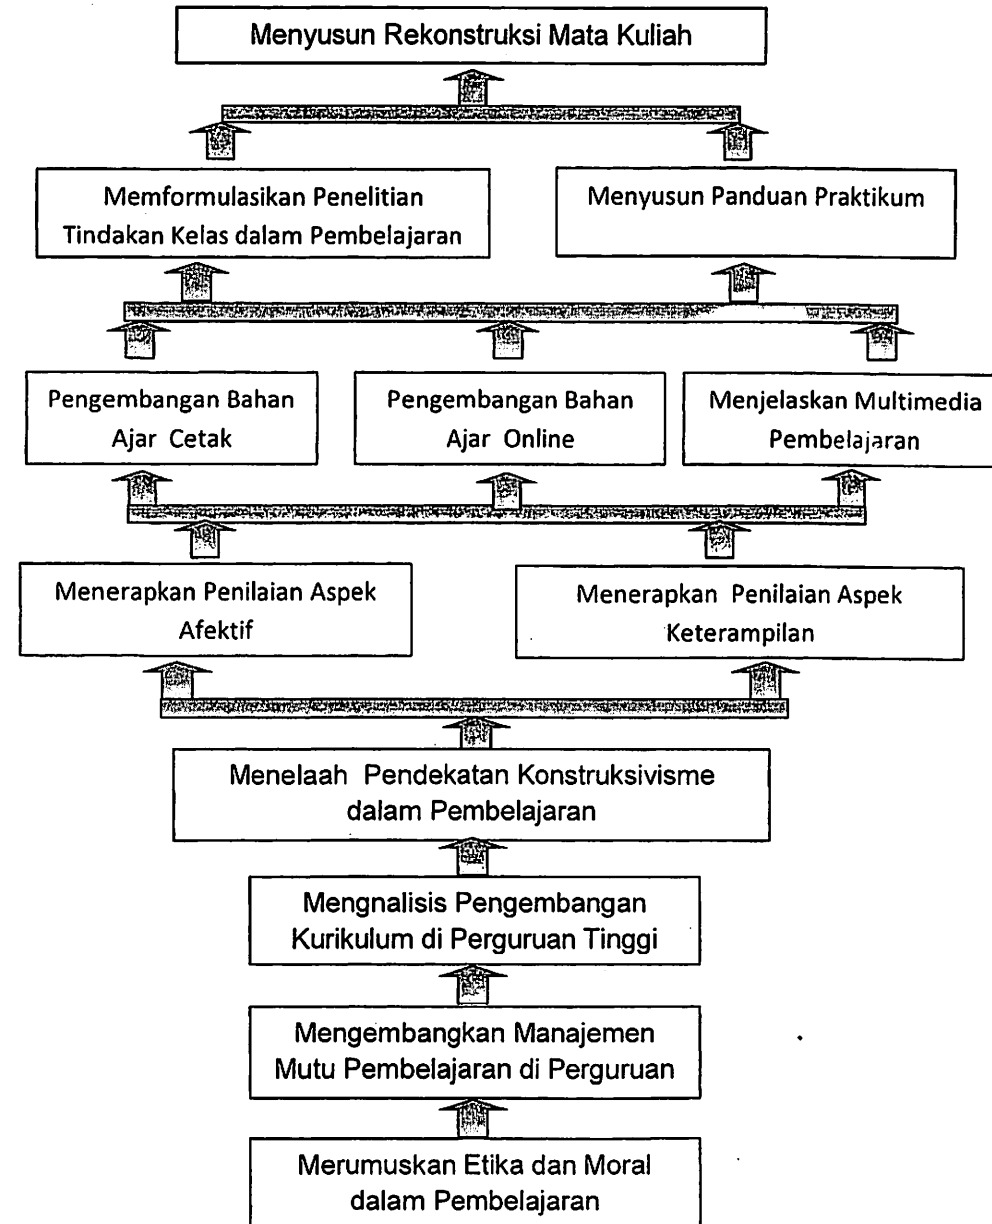 Menyusun Rekonstruksi Mata Kuliah
Memformulasikan Penelitian
Tindakan Kelas dalam Pembelajaran
Menyusun Panduan Praktikum
Pengembangan Bahan
Ajar Cetak
Pengembangan Bahan
Ajar Online
Menjelaskan Multimedia
Pembelajaran
Menerapkan Penilaian Aspek
Afektif
Menerapkan Penilaian Aspek
Keterampilan
Menelaah Pendekatan Konstruksivisme
dalam Pembelajaran
Mengnalisis Pengembangan
Kurikulum di Perguruan Tinggi
Mengembangkan Manajemen
Mutu Pembelajaran di Perguruan
Merumuskan Etika dan Moral
dalam Pembelajaran